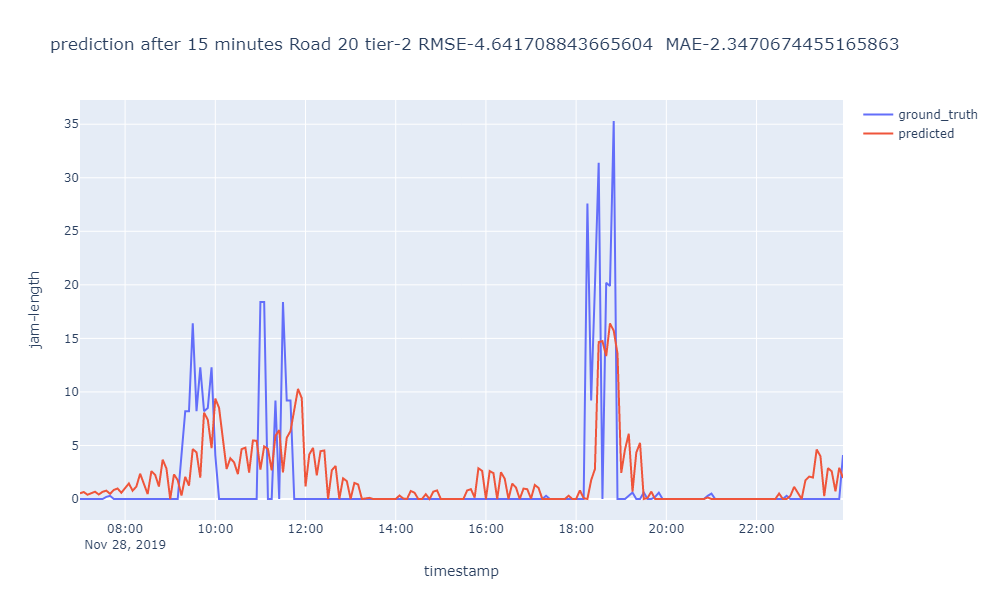 prediction after 15 minutes Road 20 tier-2 RMSE-4.641708843665604  MAE-2.3470674455165863
ground_truth
predicted
35
30
25
20
15
10
5
0
jam-length
08:00 10:00 12:00 14:00 16:00 18:00 20:00 22:00
Nov 28, 2019
timestamp